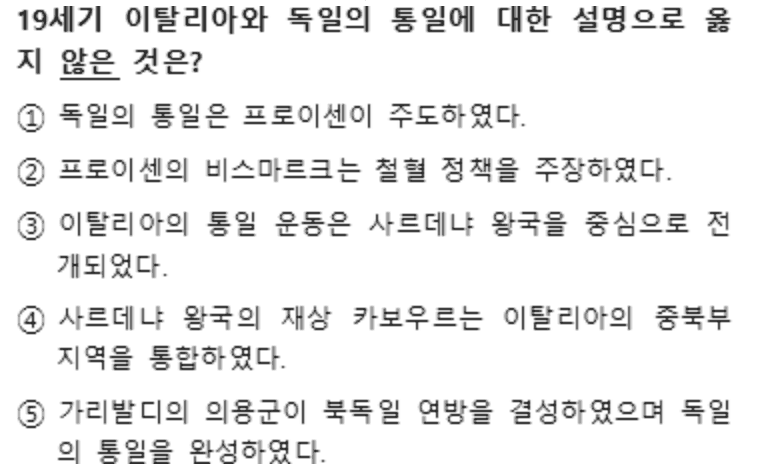 19세기 이탈리아와 독일의 통일에 대한 설명으로 옳
지 않은 것은?
① 독일의 통일은 프로이센이 주도하였다.
② 프로이센의 비스마르크는 철혈 정책을 주장하였다.
③ 이탈리아의 통일 운동은 사르데냐 왕국을 중심으로 전
개되었다.
④ 사르데냐 왕국의 재상 카보우르는 이탈리아의 중북부
지역을 통합하였다.
⑤ 가리발디의 의용군이 북독일 연방을 결성하였으며 독일
의 통일을 완성하였다.